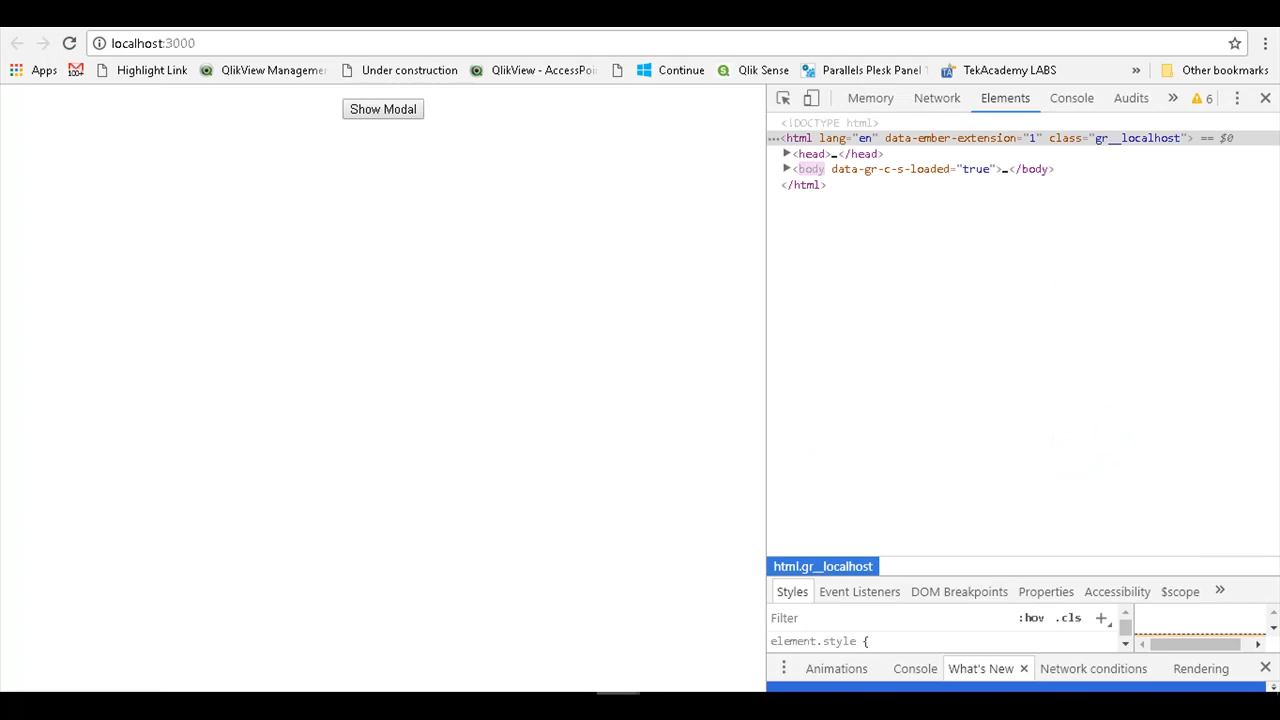 localhost:3000
Apps 100+ Highlight Link QlikView Manageme Under construction QlikView - AccessPoi Continue Qlik Sense Parallels Plesk Panel TekAcademy LABS » Other bookmarks
Show Modal
Memory Network Elements Console Audits » 6
<!DOCTYPE html>
…<html lang="en" data-ember-extension="1" class="gr__localhost"> == $0
<head>…</head>
<body data-gr-c-s-loaded="true">…</body>
</html>
html.gr__localhost
Styles Event Listeners DOM Breakpoints Properties Accessibility $scope »
Filter :hov .cls +
element.style {
Animations Console What's New × Network conditions Rendering